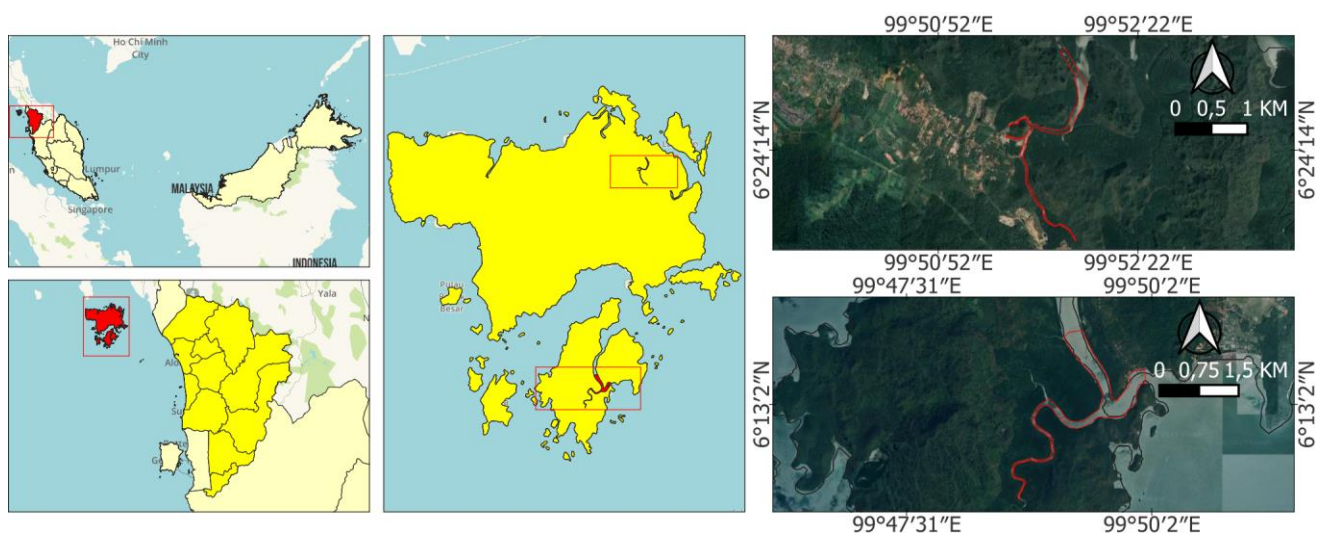 Ho Chi Minh
City
Lumpur
MALAYSIA
Singapore
INDONESIA
4
Yala
Pulau
Besar
99°50′52″E
99°52′22″E
0 0,5 1 KM
6°24′14″N
6°24′14″N
99°50′52″E
99°52′22″E
99°47′31″E
99°50′2″E
0 0,75 1,5 KM
6°13′2″N
6°13′2″N
99°47′31″E
99°50′2″E